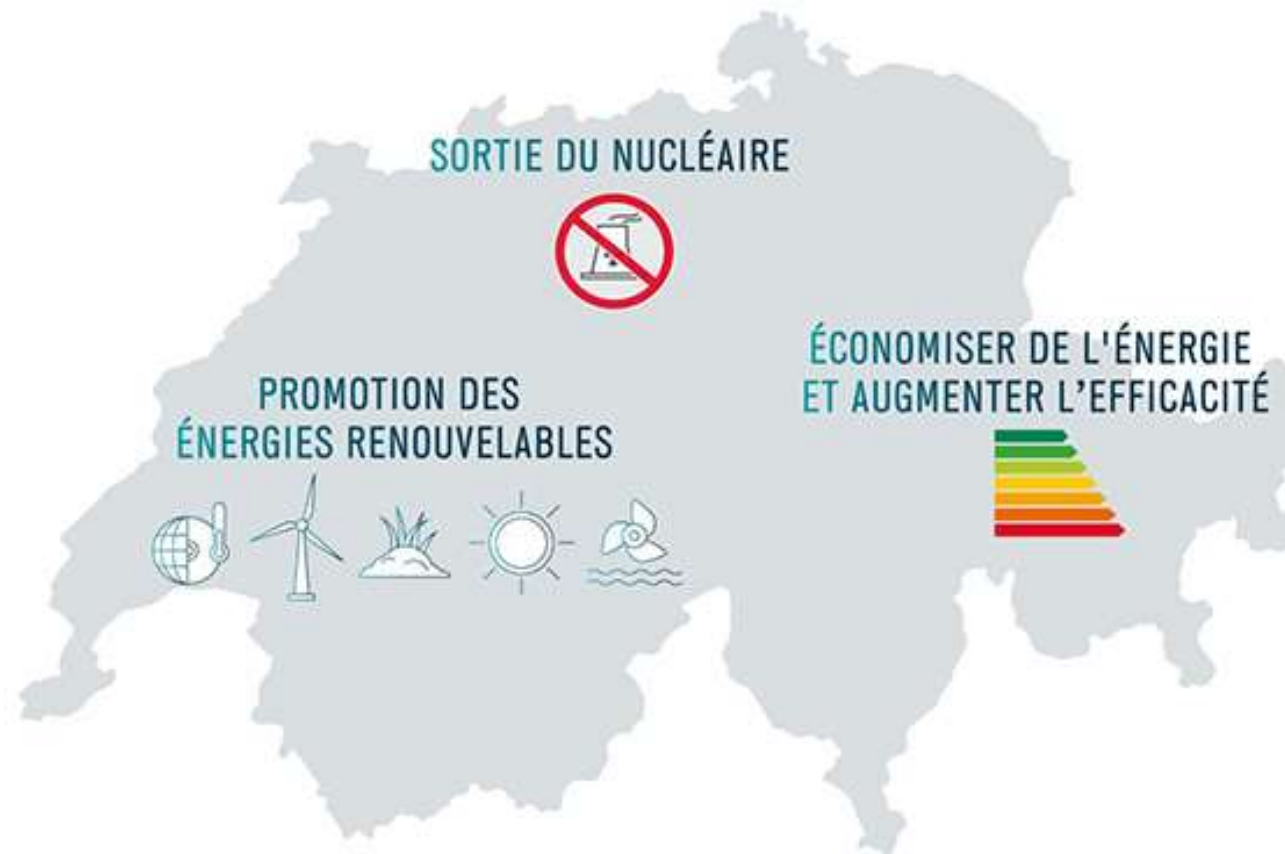 SORTIE DU NUCLÉAIRE
ÉCONOMISER DE L'ÉNERGIE
ET AUGMENTER L’EFFICACITÉ
PROMOTION DES
ÉNERGIES RENOUVELABLES